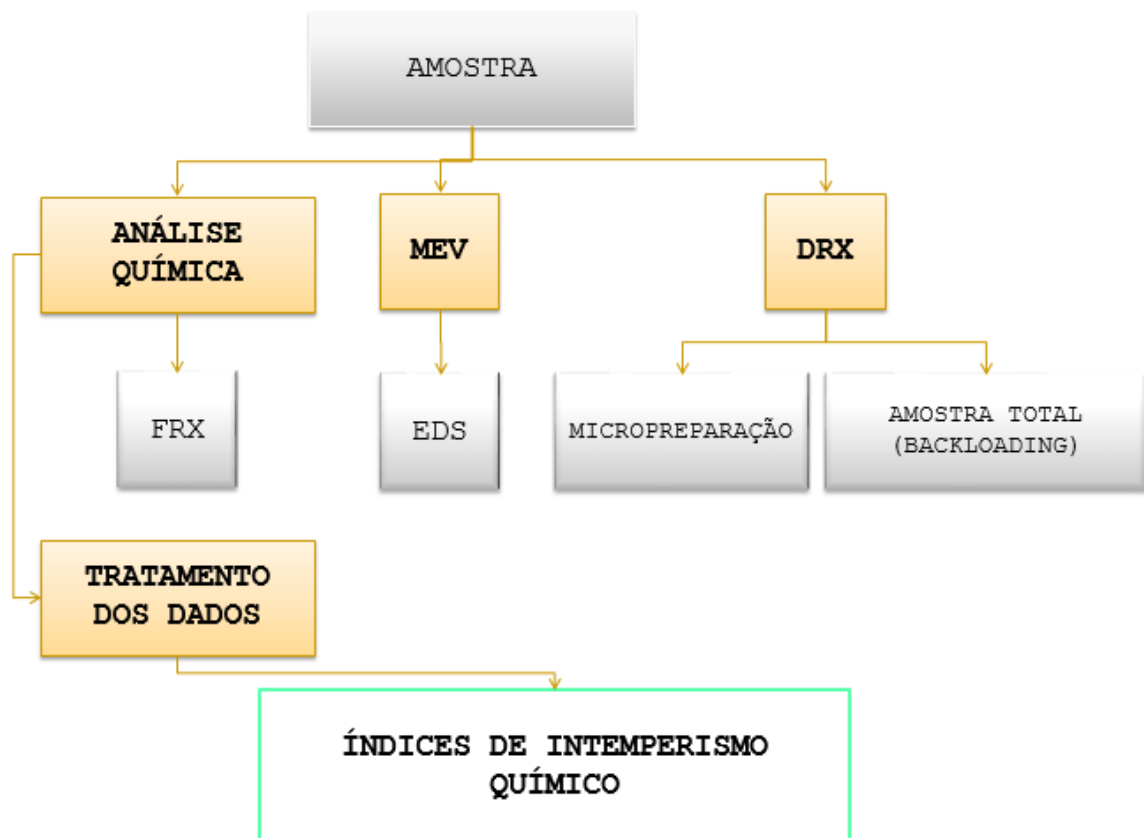 AMOSTRA
ANÁLISE
QUÍMICA
MEV
DRX
FRX
EDS
MICROPREPARAÇÃO
AMOSTRA TOTAL
(BACKLOADING)
TRATAMENTO
DOS DADOS
ÍNDICES DE INTEMPERISMO
QUÍMICO